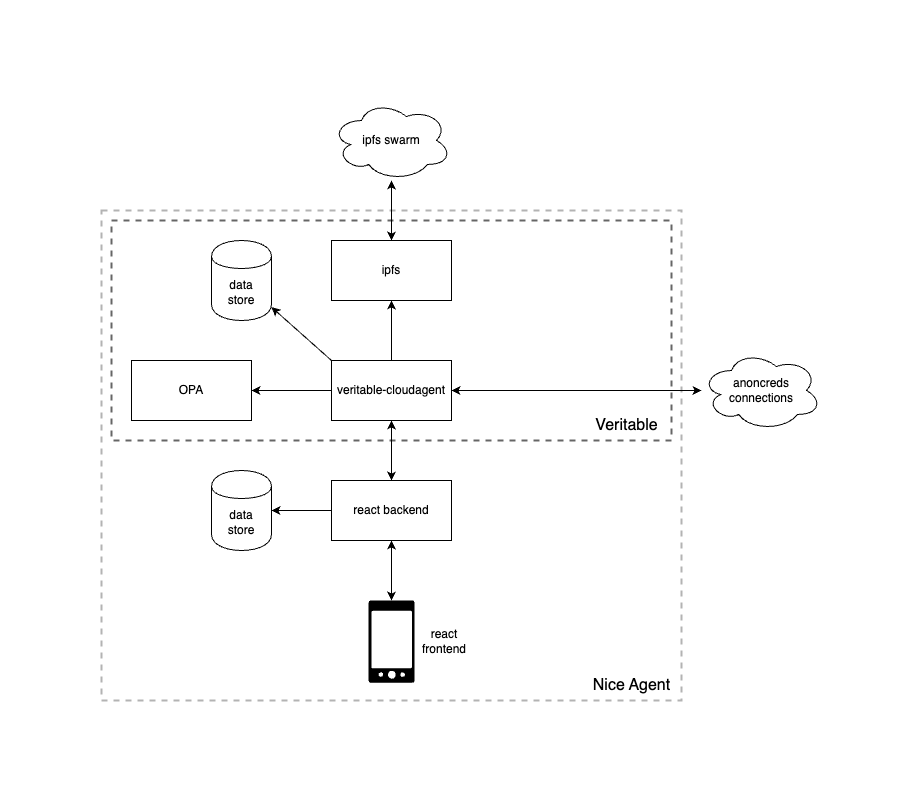 ipfs swarm
ipfs
data
store
OPA
veritable-cloudagent
anoncreds
connections
Veritable
data
store
react backend
react
frontend
Nice Agent